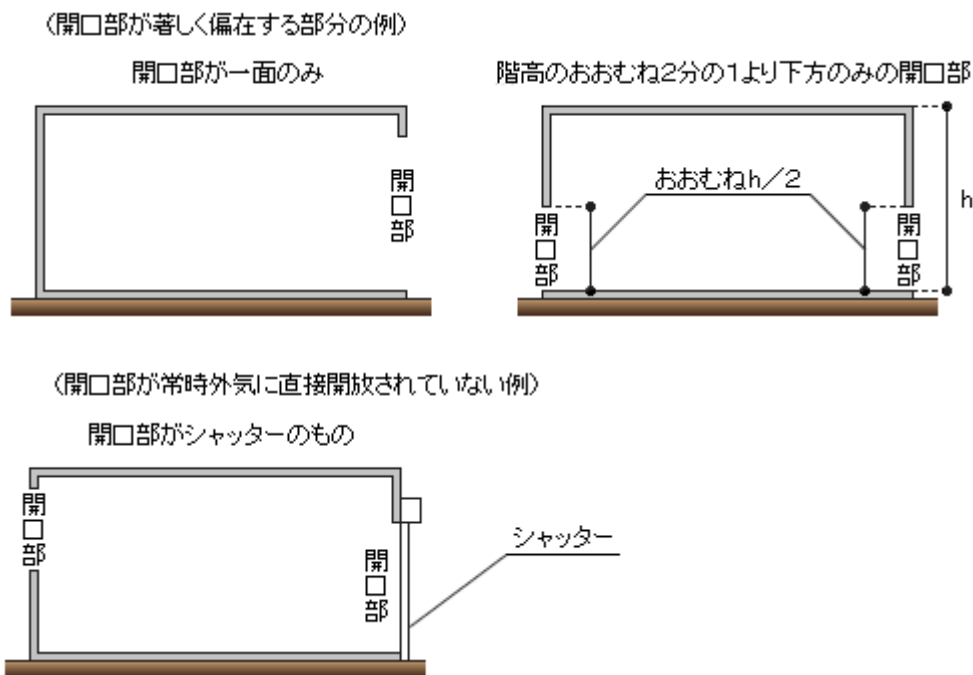 （開口部が著しく偏在する部分の例）
開口部が一面のみ
開口部
階高のおおむね2分の1より下方のみの開口部
おおむねh／2
開口部
開口部
h
（開口部が常時外気に直接開放されていない例）
開口部がシャッターのもの
開口部
開口部
シャッター